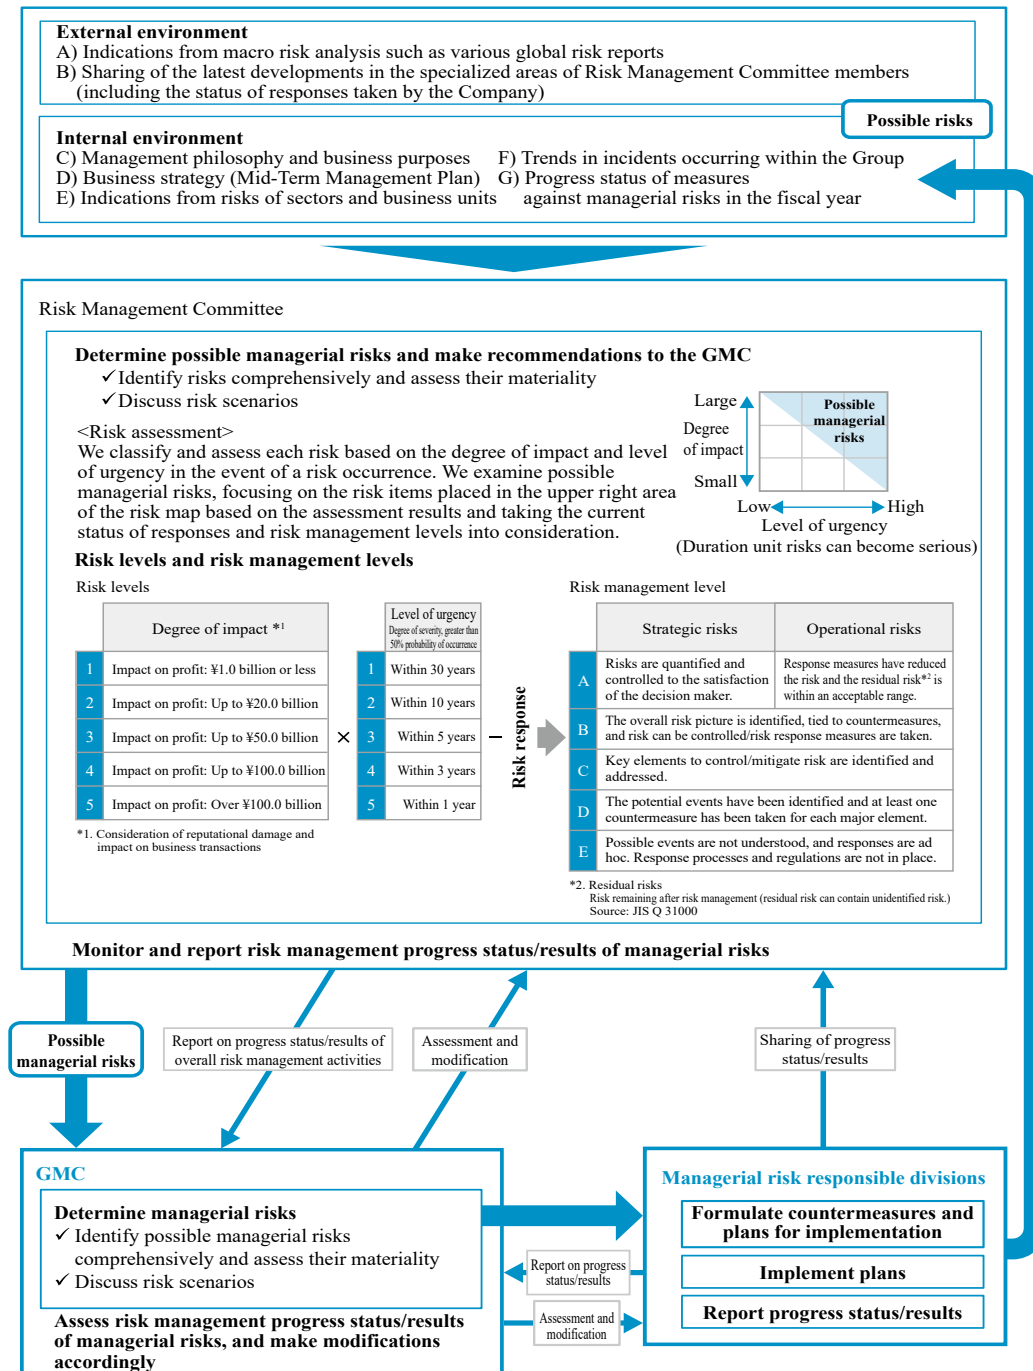 External environment
A) Indications from macro risk analysis such as various global risk reports
B) Sharing of the latest developments in the specialized areas of Risk Management Committee members
(including the status of responses taken by the Company)
Possible risks
Internal environment
C) Management philosophy and business purposes
D) Business strategy (Mid-Term Management Plan)
E) Indications from risks of sectors and business units
F) Trends in incidents occurring within the Group
G) Progress status of measures
against managerial risks in the fiscal year
Risk Management Committee
Determine possible managerial risks and make recommendations to the GMC
✓Identify risks comprehensively and assess their materiality
✓Discuss risk scenarios
<Risk assessment>
We classify and assess each risk based on the degree of impact and level
of urgency in the event of a risk occurrence. We examine possible
managerial risks, focusing on the risk items placed in the upper right area
of the risk map based on the assessment results and taking the current
status of responses and risk management levels into consideration.
Large
Degree
of impact
Small
Possible
managerial
risks
Low
High
Level of urgency
(Duration unit risks can become serious)
Risk levels and risk management levels
Risk levels
Degree of impact *1
1 Impact on profit: ¥1.0 billion or less
2 Impact on profit: Up to ¥20.0 billion
3 Impact on profit: Up to ¥50.0 billion
4 Impact on profit: Up to ¥100.0 billion
5 Impact on profit: Over ¥100.0 billion
*1. Consideration of reputational damage and
impact on business transactions
×
Level of urgency
Degree of severity, greater than
50% probability of occurrence
1 Within 30 years
2 Within 10 years
3 Within 5 years
4 Within 3 years
5 Within 1 year
−
Risk response
Risk management level
Strategic risks
Operational risks
A
Risks are quantified and
controlled to the satisfaction
of the decision maker.
Response measures have reduced
the risk and the residual risk*2 is
within an acceptable range.
B
The overall risk picture is identified, tied to countermeasures,
and risk can be controlled/risk response measures are taken.
C
Key elements to control/mitigate risk are identified and
addressed.
D
The potential events have been identified and at least one
countermeasure has been taken for each major element.
E
Possible events are not understood, and responses are ad
hoc. Response processes and regulations are not in place.
*2. Residual risks
Risk remaining after risk management (residual risk can contain unidentified risk.)
Source: JIS Q 31000
Monitor and report risk management progress status/results of managerial risks
Possible
managerial risks
Report on progress status/results of
overall risk management activities
Assessment and
modification
Sharing of progress
status/results
GMC
Determine managerial risks
✓ Identify possible managerial risks
comprehensively and assess their materiality
✓ Discuss risk scenarios
Assess risk management progress status/results
of managerial risks, and make modifications
accordingly
Report on progress
status/results
Assessment and
modification
Managerial risk responsible divisions
Formulate countermeasures and
plans for implementation
Implement plans
Report progress status/results